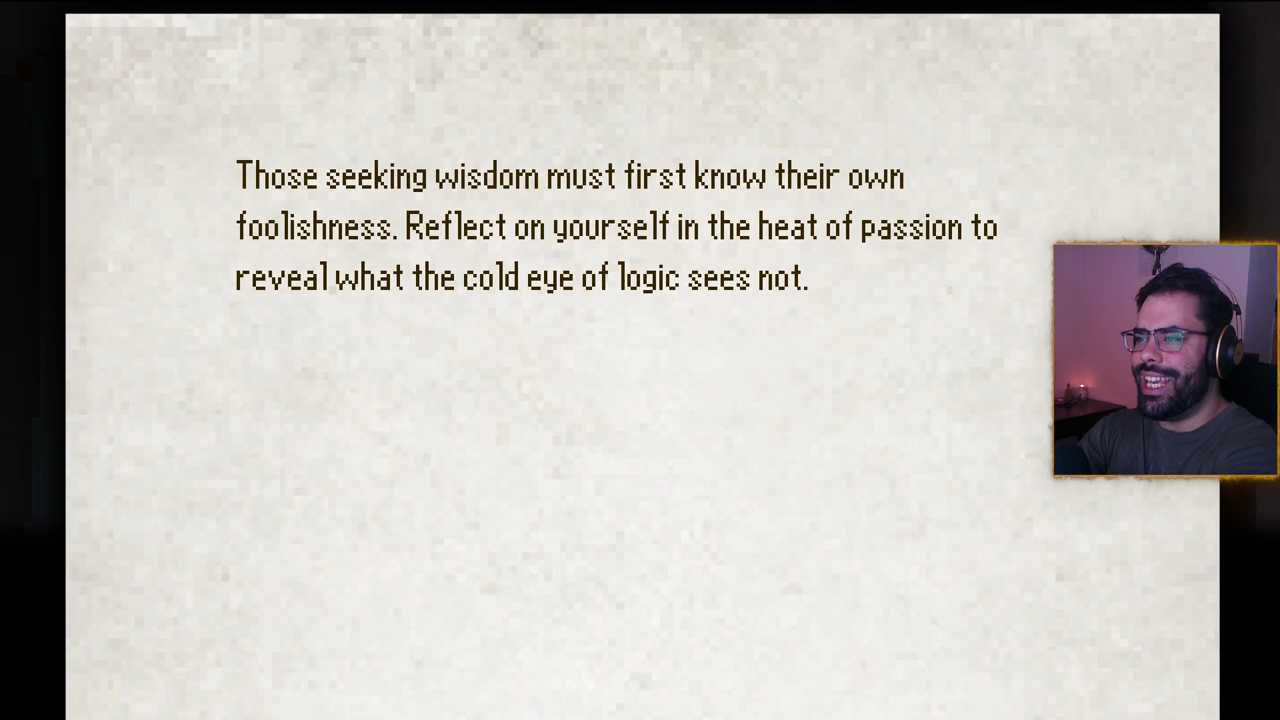 Those seeking wisdom must first know their own
foolishness. Reflect on yourself in the heat of passion to
reveal what the cold eye of logic sees not.